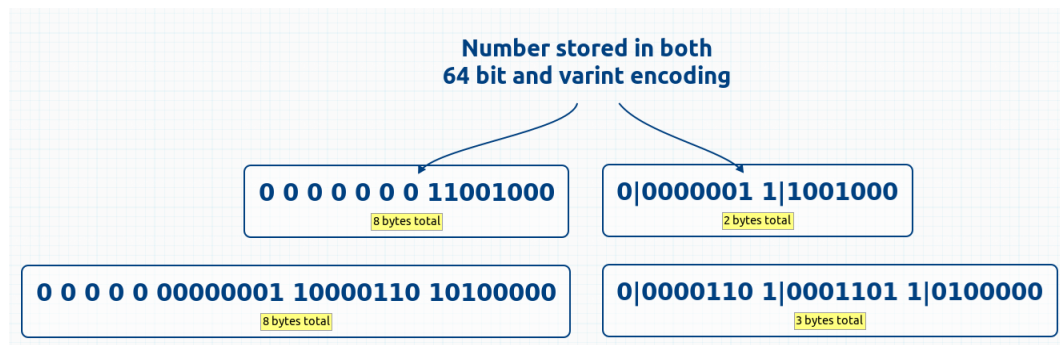 Number stored in both
64 bit and varint encoding
0 0 0 0 0 0 0 11001000
8 bytes total
0|0000001 1|1001000
2 bytes total
0 0 0 0 0 00000001 10000110 10100000
8 bytes total
0|0000110 1|0001101 1|0100000
3 bytes total